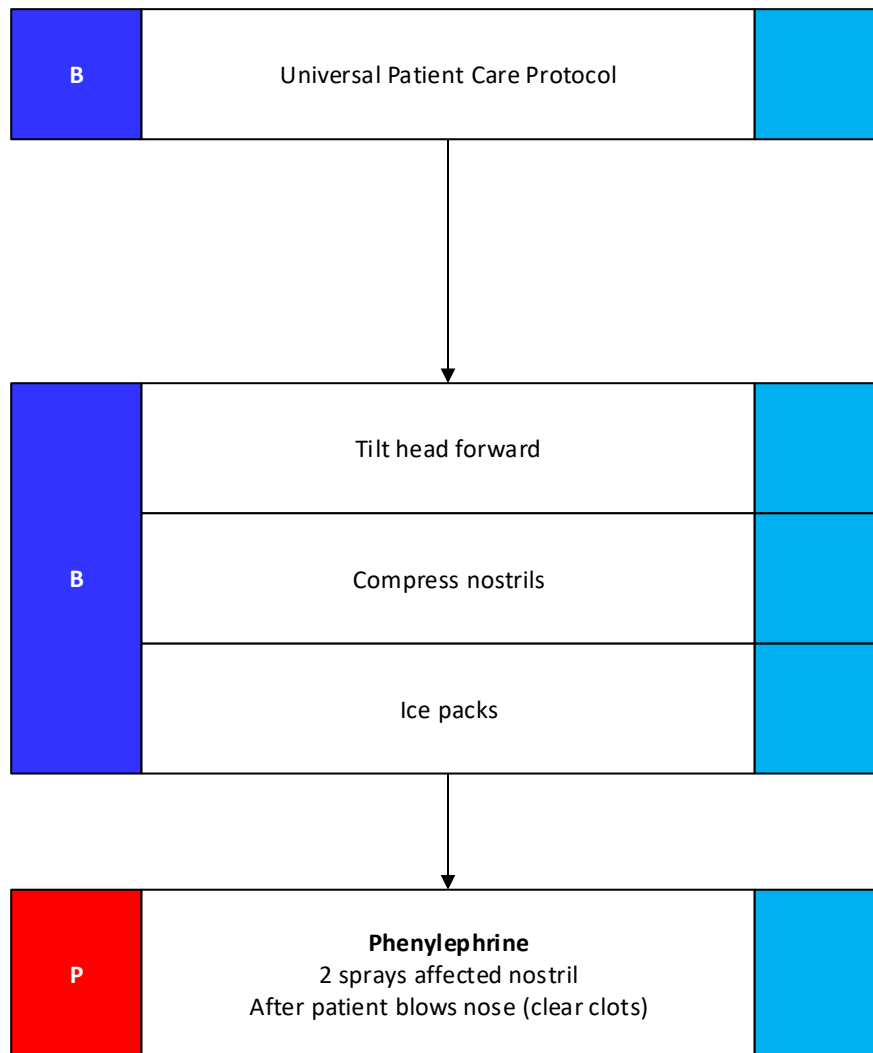 B
Universal Patient Care Protocol
Tilt head forward
B
Compress nostrils
Ice packs
P
Phenylephrine
2 sprays affected nostril
After patient blows nose (clear clots)